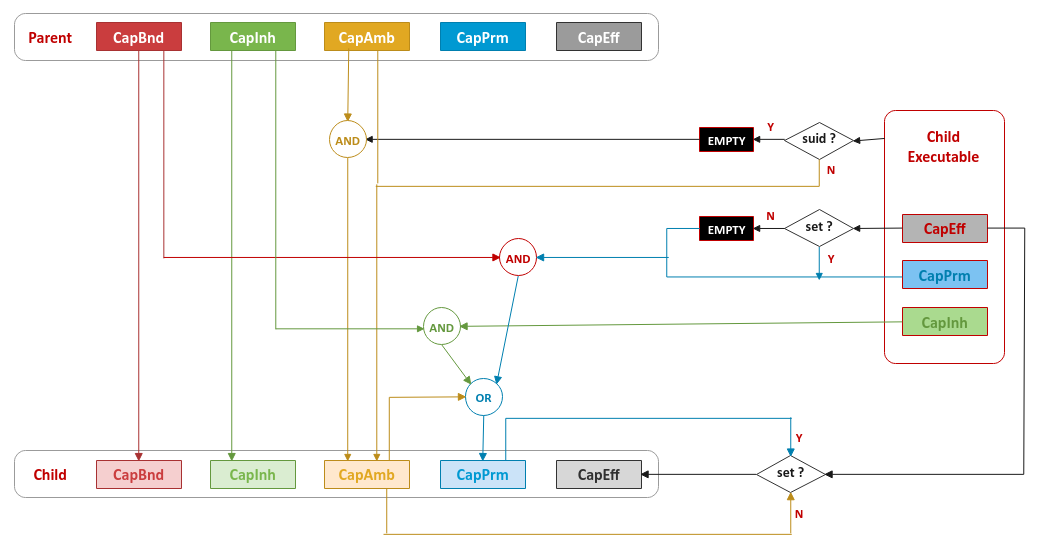 Parent
CapBnd
CapInh
CapAmb
CapPrm
CapEff
Child
Executable
AND
EMPTY
Y
suid ?
N
CapEff
EMPTY
N
set ?
Y
AND
CapPrm
AND
CapInh
OR
Y
Child
CapBnd
CapInh
CapAmb
CapPrm
CapEff
set ?
N